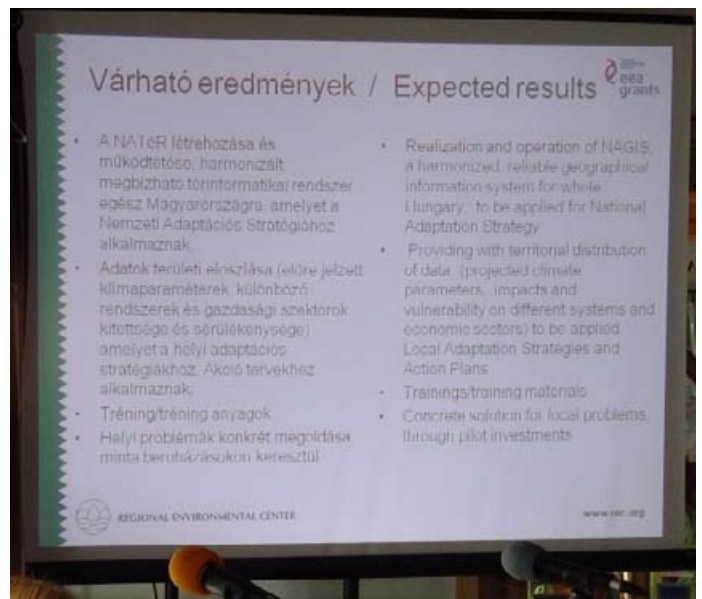 Várható eredmények / Expected results
eea
grants
• A NATéR létrehozása és
működtetése, harmonizált
megbízható térinformatikai rendszer
egész Magyarországra, amelyet a
Nemzeti Adaptációs Stratégiához
alkalmaznak,
• Adatok területi eloszlása (előre jelzett
klímaparaméterek, különböző
rendszerek és gazdasági szektorok
kitettsége és sérülékenysége)
amelyet a helyi adaptációs
stratégiákhoz, Akció tervekhez
alkalmaznak,
• Tréning/tréning anyagok
• Helyi problémák konkrét megoldása
minta beruházásokon keresztül
• Realization and operation of NAGIS,
a harmonized, reliable geographical
information system for whole
Hungary, to be applied for National
Adaptation Strategy
• Providing with territorial distribution
of data (projected climate
parameters, impacts and
vulnerability on different systems and
economic sectors) to be applied
Local Adaptation Strategies and
Action Plans
• Trainings/training materials
• Concrete solution for local problems,
through pilot investments
REGIONAL ENVIRONMENTAL CENTER
www.rec.org